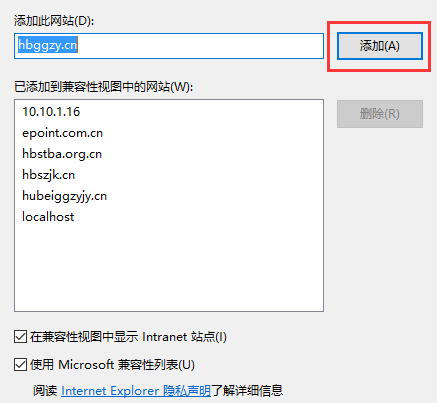 添加此网站(D):
hbggzy.cn
添加(A)
已添加到兼容性视图中的网站(W):
10.10.1.16
删除(R)
epoint.com.cn
hbstba.org.cn
hbszjk.cn
hubeiggzyjy.cn
localhost
在兼容性视图中显示 Intranet 站点(I)
使用 Microsoft 兼容性列表(U)
阅读 Internet Explorer 隐私声明了解详细信息